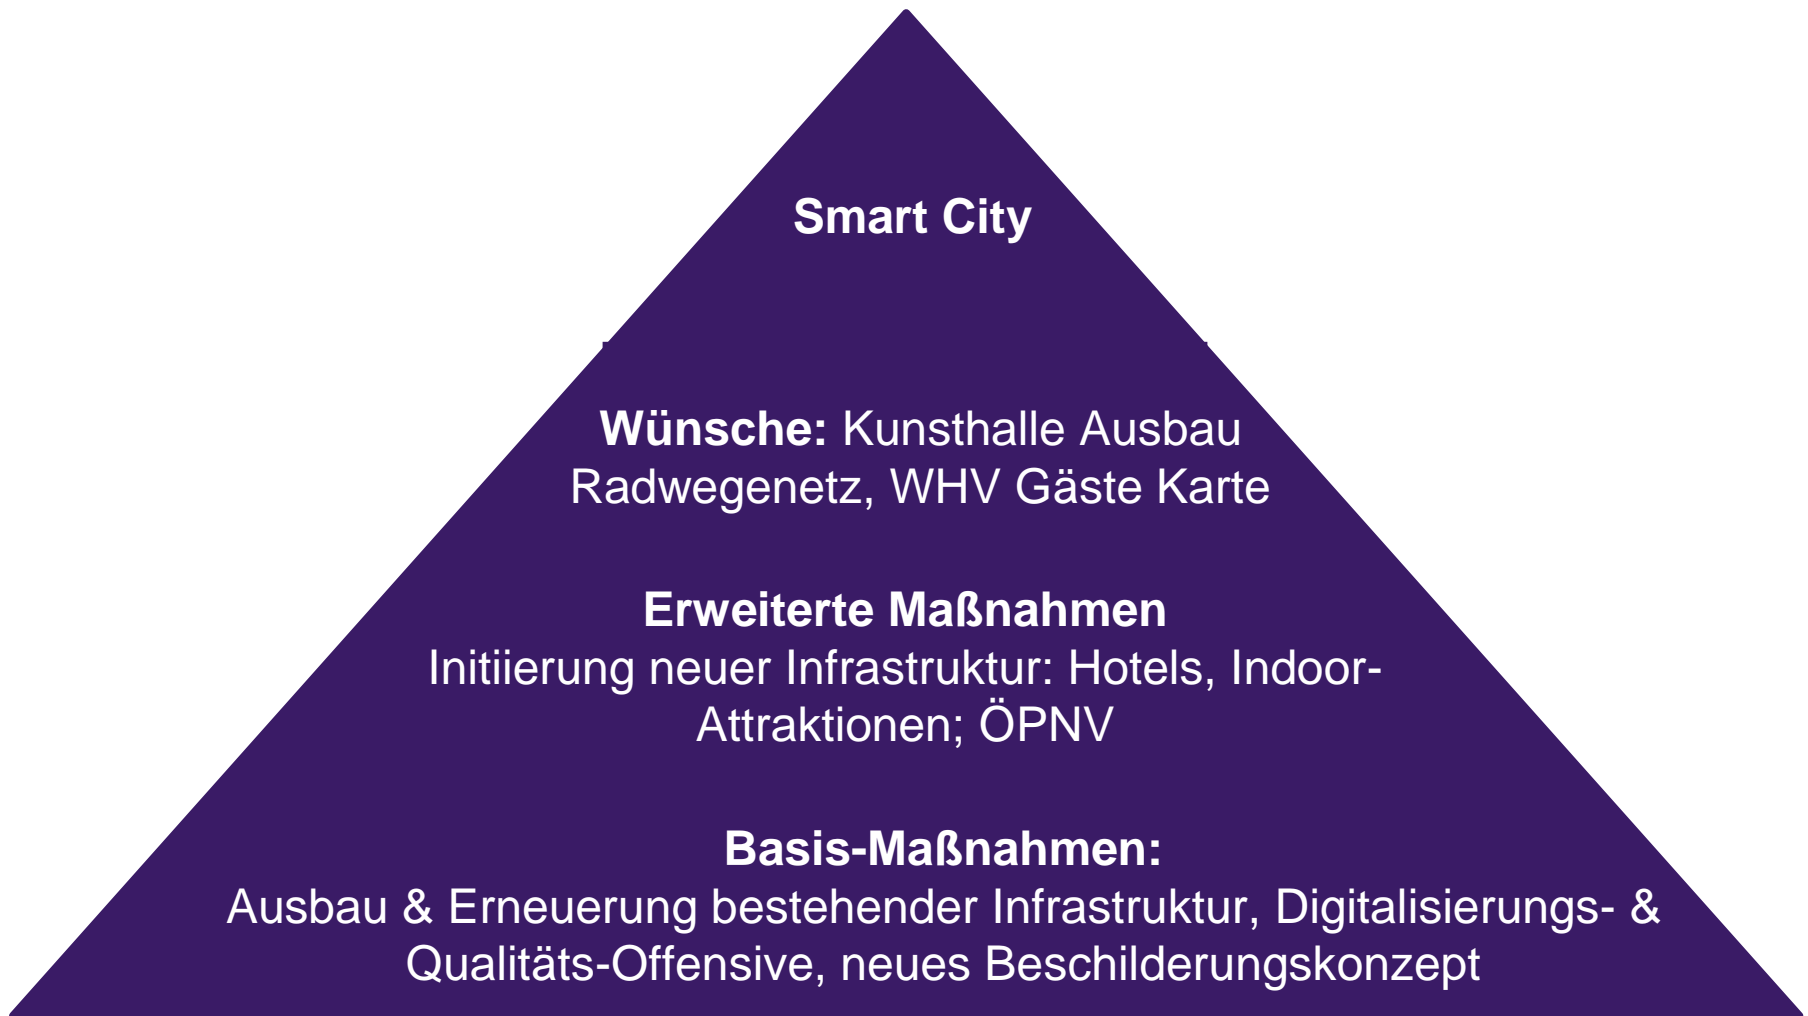 Smart City
Wünsche: Kunsthalle Ausbau
Radwegenetz, WHV Gäste Karte
Erweiterte Maßnahmen
Initiierung neuer Infrastruktur: Hotels, Indoor-
Attraktionen; ÖPNV
Basis-Maßnahmen:
Ausbau & Erneuerung bestehender Infrastruktur, Digitalisierungs- &
Qualitäts-Offensive, neues Beschilderungskonzept